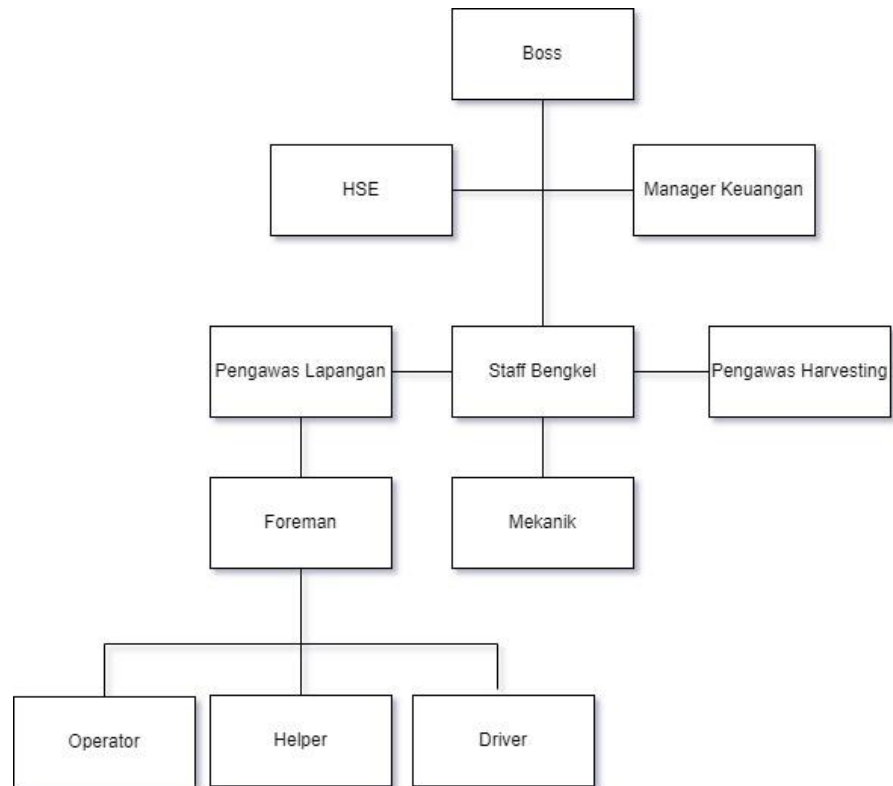 Boss
HSE
Manager Keuangan
Pengawas Lapangan
Staff Bengkel
Pengawas Harvesting
Foreman
Mekanik
Operator
Helper
Driver